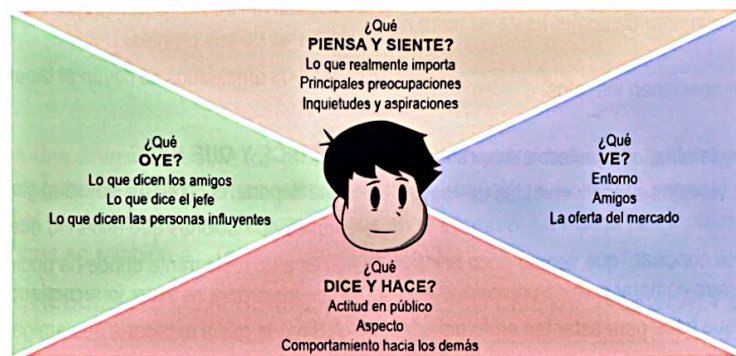 ¿Qué
PIENSA Y SIENTE?
Lo que realmente importa
Principales preocupaciones
Inquietudes y aspiraciones
¿Qué
OYE?
Lo que dicen los amigos
Lo que dice el jefe
Lo que dicen las personas influyentes
¿Qué
VE?
Entorno
Amigos
La oferta del mercado
¿Qué
DICE Y HACE?
Actitud en público
Aspecto
Comportamiento hacia los demás